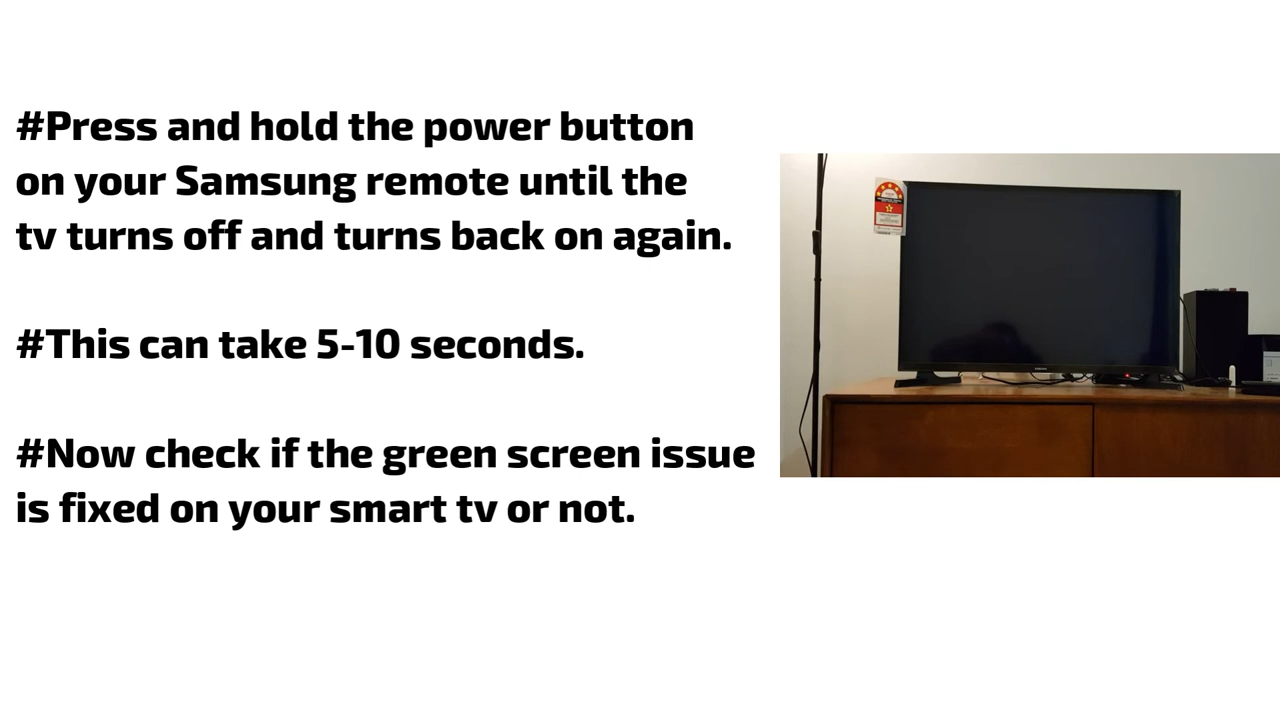 #Press and hold the power button
on your Samsung remote until the
tv turns off and turns back on again.
#This can take 5-10 seconds.
#Now check if the green screen issue
is fixed on your smart tv or not.